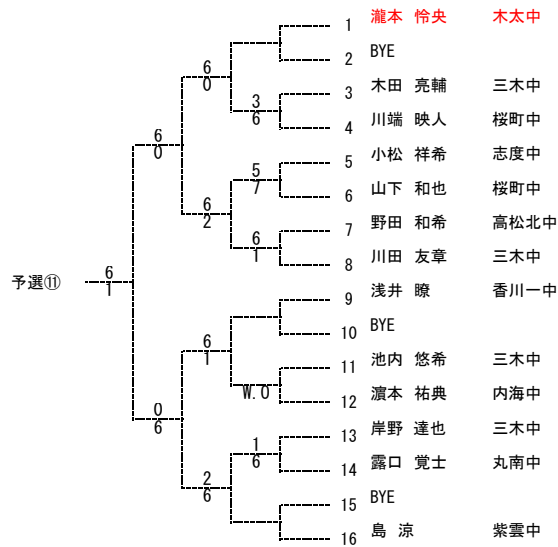 1 瀧本 怜央 木太中
2 BYE
6
0
3 木田 亮輔 三木中
3
6
4 川端 映人 桜町中
6
0
5 小松 祥希 志度中
5
7
6 山下 和也 桜町中
6
2
7 野田 和希 高松北中
6
1
8 川田 友章 三木中
予選⑪
6
1
9 浅井 瞭 香川一中
10 BYE
6
1
11 池内 悠希 三木中
W.O
12 濵本 祐典 内海中
0
6
13 岸野 達也 三木中
1
6
14 露口 覚士 丸南中
2
6
15 BYE
16 島 涼 紫雲中